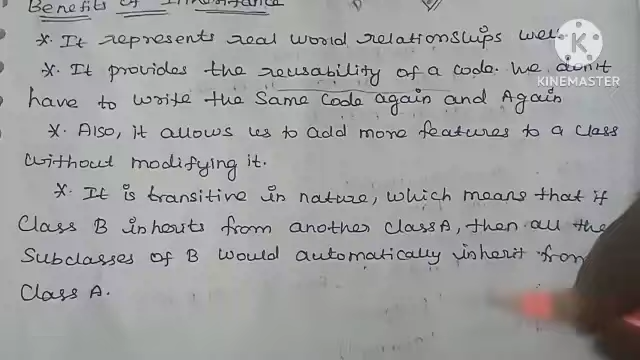 Benefits of Inheritance
*. It represents real world relationships well
K
*. It provides the reusability of a code. We don't
KINEMASTER
have to write the same code again and Again
*. Also, it allows us to add more features to a class
without modifying it.
*. It is transitive in nature, which means that if
Class B inherits from another class A, then all the
Subclasses of B would automatically inherit from
Class A.